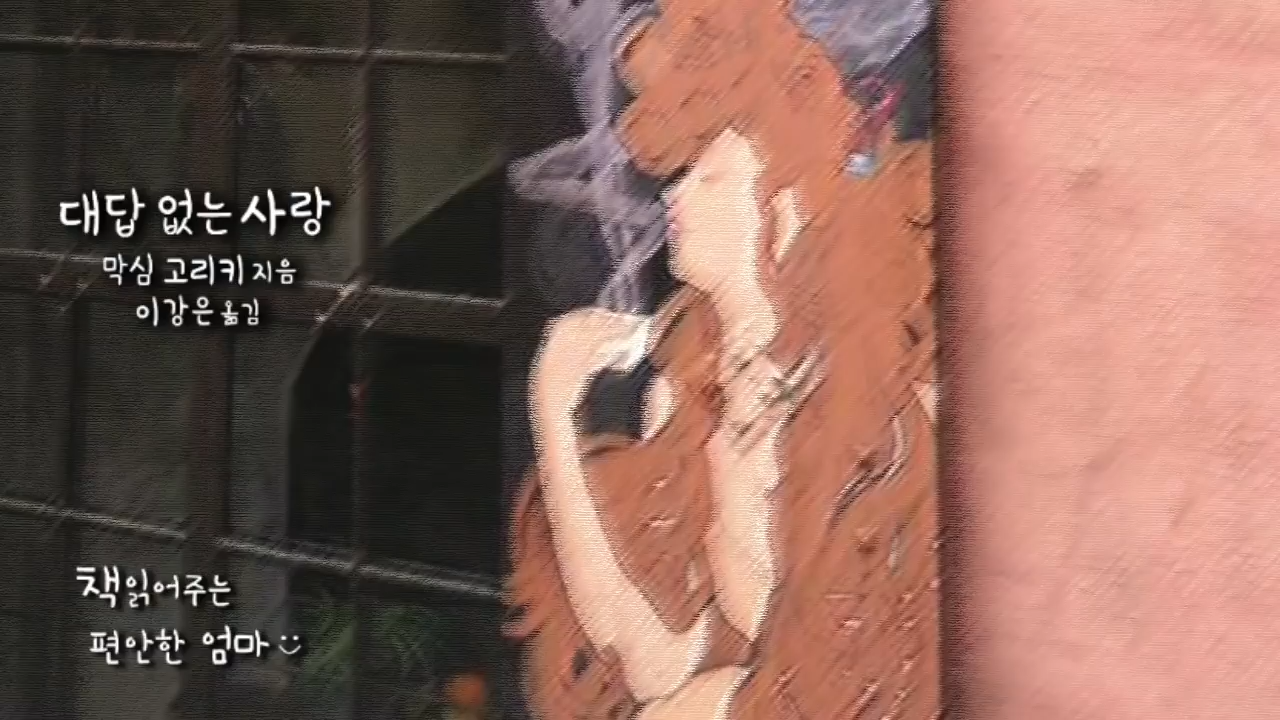 대답 없는 사랑
막심 고리키 지음
이강은 옮김
책읽어주는
편안한 엄마